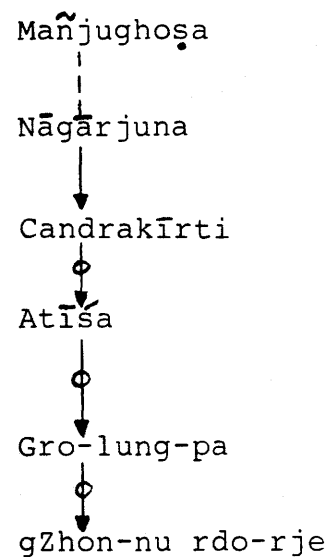 Mañjughoṣa
Nāgārjuna
Candrakīrti
Atīśa
Gro-lung-pa
gZhon-nu rdo-rje